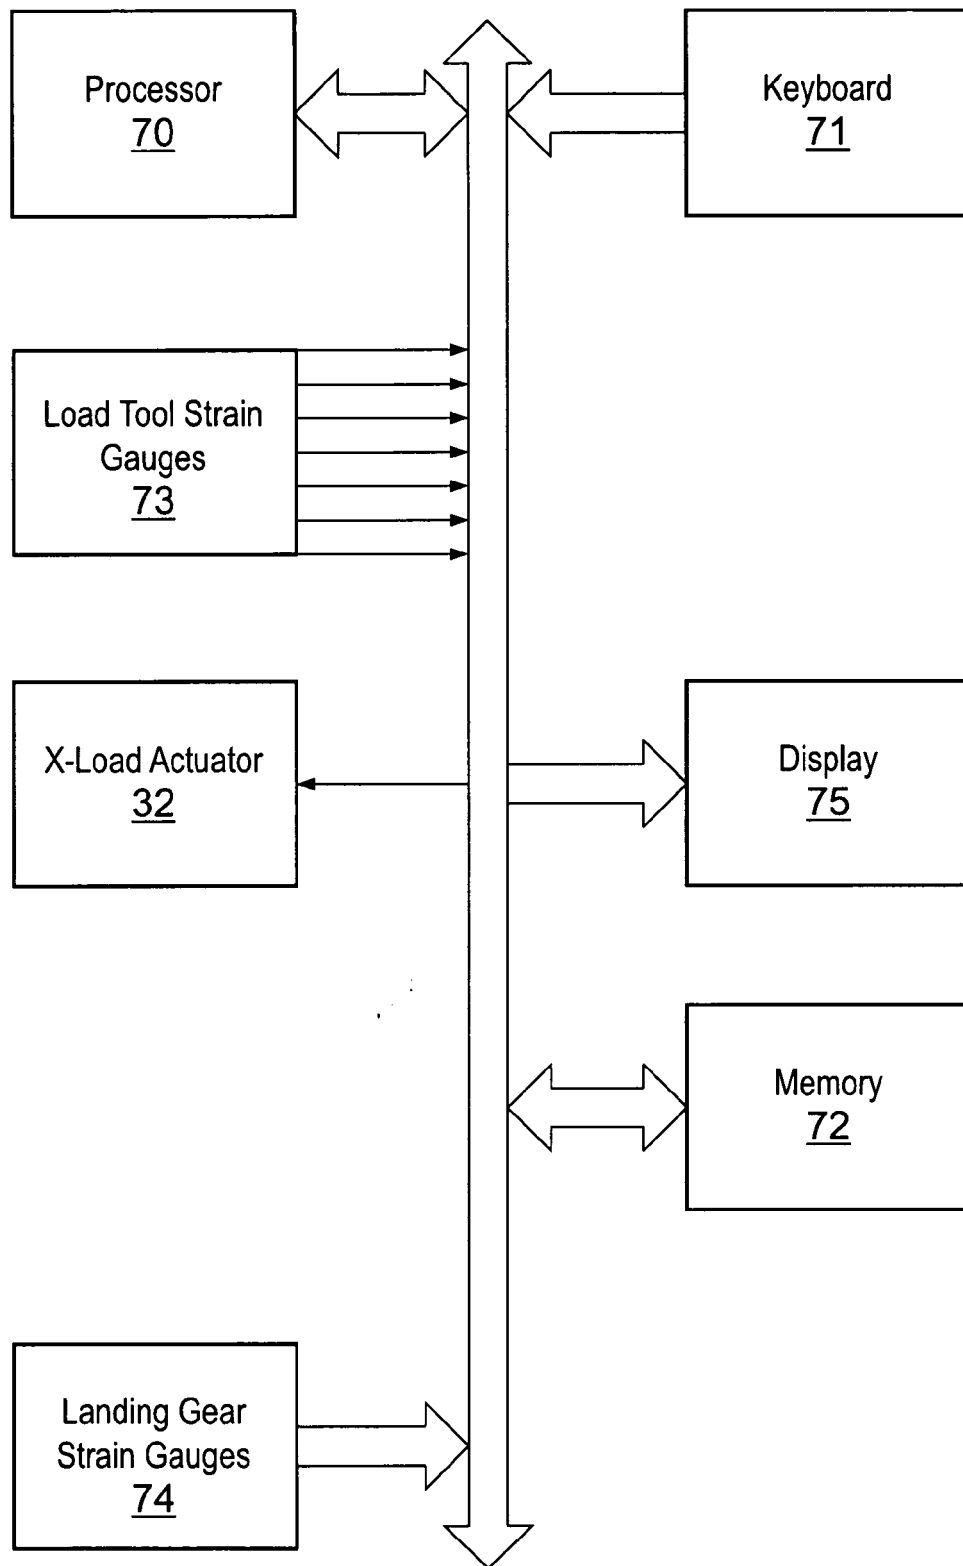 Processor
70
Keyboard
71
Load Tool Strain
Gauges
73
X-Load Actuator
32
Display
75
Memory
72
Landing Gear
Strain Gauges
74